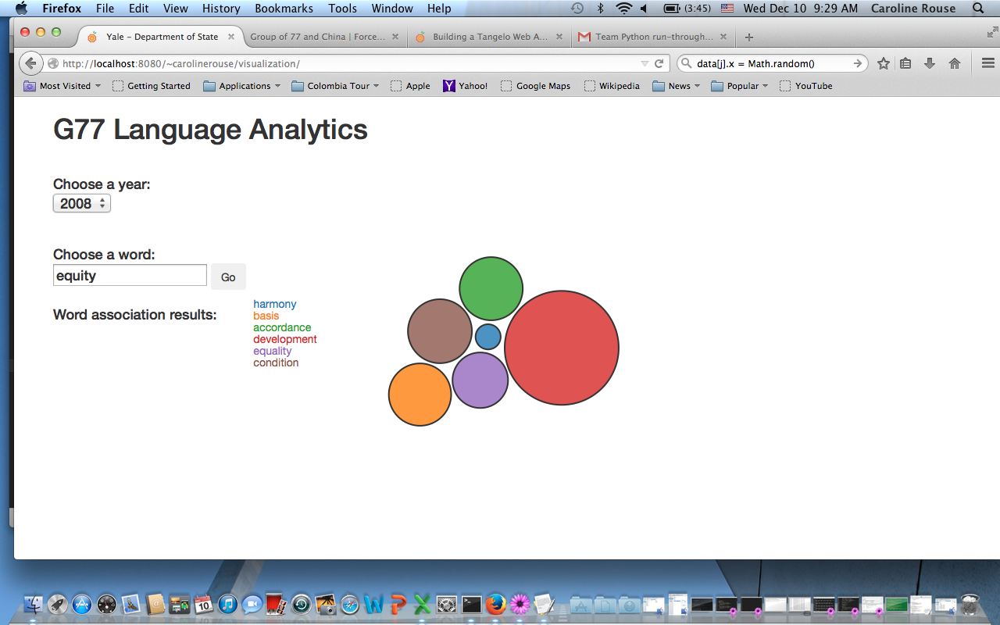 Firefox File Edit View History Bookmarks Tools Window Help (3:45) Wed Dec 10 9:29 AM Caroline Rouse
Yale – Department of State Group of 77 and China | Force... Building a Tangelo Web A... Team Python run-through...
http://localhost:8080/~carolinerouse/visualization/ data[j].x = Math.random()
Most Visited Getting Started Applications Colombia Tour Apple Yahoo! Google Maps Wikipedia News Popular YouTube
G77 Language Analytics
Choose a year:
2008
Choose a word:
equity Go
Word association results:
harmony
basis
accordance
development
equality
condition
10